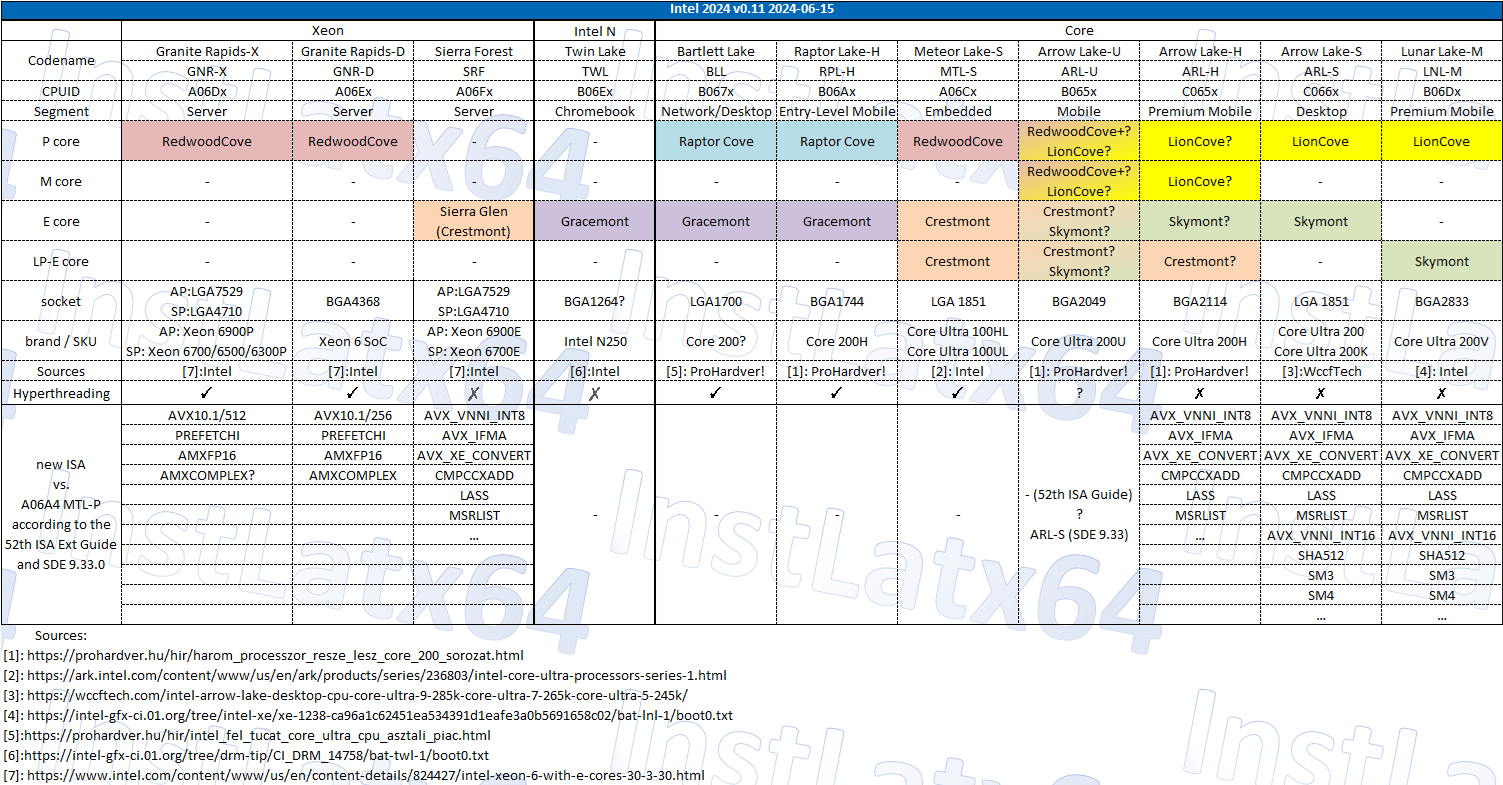 Intel 2024 v0.11 2024-06-15
Xeon Intel N Core
Codename Granite Rapids-X Granite Rapids-D Sierra Forest Twin Lake Bartlett Lake Raptor Lake-H Meteor Lake-S Arrow Lake-U Arrow Lake-H Arrow Lake-S Lunar Lake-M
GNR-X GNR-D SRF TWL BLL RPL-H MTL-S ARL-U ARL-H ARL-S LNL-M
CPUID A06Dx A06Ex A06Fx B06Ex B067x B06Ax A06Cx B065x C065x C066x B06Dx
Segment Server Server Server Chromebook Network/Desktop Entry-Level Mobile Embedded Mobile Premium Mobile Desktop Premium Mobile
P core RedwoodCove RedwoodCove - - Raptor Cove Raptor Cove RedwoodCove RedwoodCove+? LionCove? LionCove LionCove
LionCove?
M core - - - - - - - RedwoodCove+? LionCove? - -
LionCove?
E core - - Sierra Glen Gracemont Gracemont Gracemont Crestmont Crestmont? Skymont? Skymont -
(Crestmont) Skymont?
LP-E core - - - - - - Crestmont Crestmont? Crestmont? - Skymont
Skymont?
socket AP:LGA7529 BGA4368 AP:LGA7529 BGA1264? LGA1700 BGA1744 LGA 1851 BGA2049 BGA2114 LGA 1851 BGA2833
SP:LGA4710 SP:LGA4710
brand / SKU AP: Xeon 6900P Xeon 6 SoC AP: Xeon 6900E Intel N250 Core 200? Core 200H Core Ultra 100HL Core Ultra 200U Core Ultra 200H Core Ultra 200 Core Ultra 200V
SP: Xeon 6700/6500/6300P SP: Xeon 6700E Core Ultra 100UL Core Ultra 200K
Sources [7]:Intel [7]:Intel [7]:Intel [6]:Intel [5]: ProHardver! [1]: ProHardver! [2]: Intel [1]: ProHardver! [1]: ProHardver! [3]:WccfTech [4]: Intel
Hyperthreading ✓ ✓ ✗ ✗ ✓ ✓ ✓ ? ✗ ✗ ✗
AVX10.1/512 AVX10.1/256 AVX_VNNI_INT8 AVX_VNNI_INT8 AVX_VNNI_INT8 AVX_VNNI_INT8
PREFETCHI PREFETCHI AVX_IFMA AVX_IFMA AVX_IFMA AVX_IFMA
AMXFP16 AMXFP16 AVX_XE_CONVERT AVX_XE_CONVERT AVX_XE_CONVERT AVX_XE_CONVERT
new ISA AMXCOMPLEX? AMXCOMPLEX CMPCCXADD CMPCCXADD CMPCCXADD CMPCCXADD
vs. LASS - (52th ISA Guide) LASS LASS LASS
A06A4 MTL-P MSRLIST - - - - ? MSRLIST MSRLIST MSRLIST
according to the ... ARL-S (SDE 9.33) ... AVX_VNNI_INT16 AVX_VNNI_INT16
52th ISA Ext Guide SHA512 SHA512
and SDE 9.33.0 SM3 SM3
SM4 SM4
... ...
Sources:
[1]: https://prohardver.hu/hir/harom_processzor_resze_lesz_core_200_sorozat.html
[2]: https://ark.intel.com/content/www/us/en/ark/products/series/236803/intel-core-ultra-processors-series-1.html
[3]: https://wccftech.com/intel-arrow-lake-desktop-cpu-core-ultra-9-285k-core-ultra-7-265k-core-ultra-5-245k/
[4]: https://intel-gfx-ci.01.org/tree/intel-xe/xe-1238-ca96a1c62451ea534391d1eafe3a0b5691658c02/bat-lnl-1/boot0.txt
[5]:https://prohardver.hu/hir/intel_fel_tucat_core_ultra_cpu_asztali_piac.html
[6]:https://intel-gfx-ci.01.org/tree/drm-tip/CI_DRM_14758/bat-twl-1/boot0.txt
[7]: https://www.intel.com/content/www/us/en/content-details/824427/intel-xeon-6-with-e-cores-30-3-30.html
InstLatx64